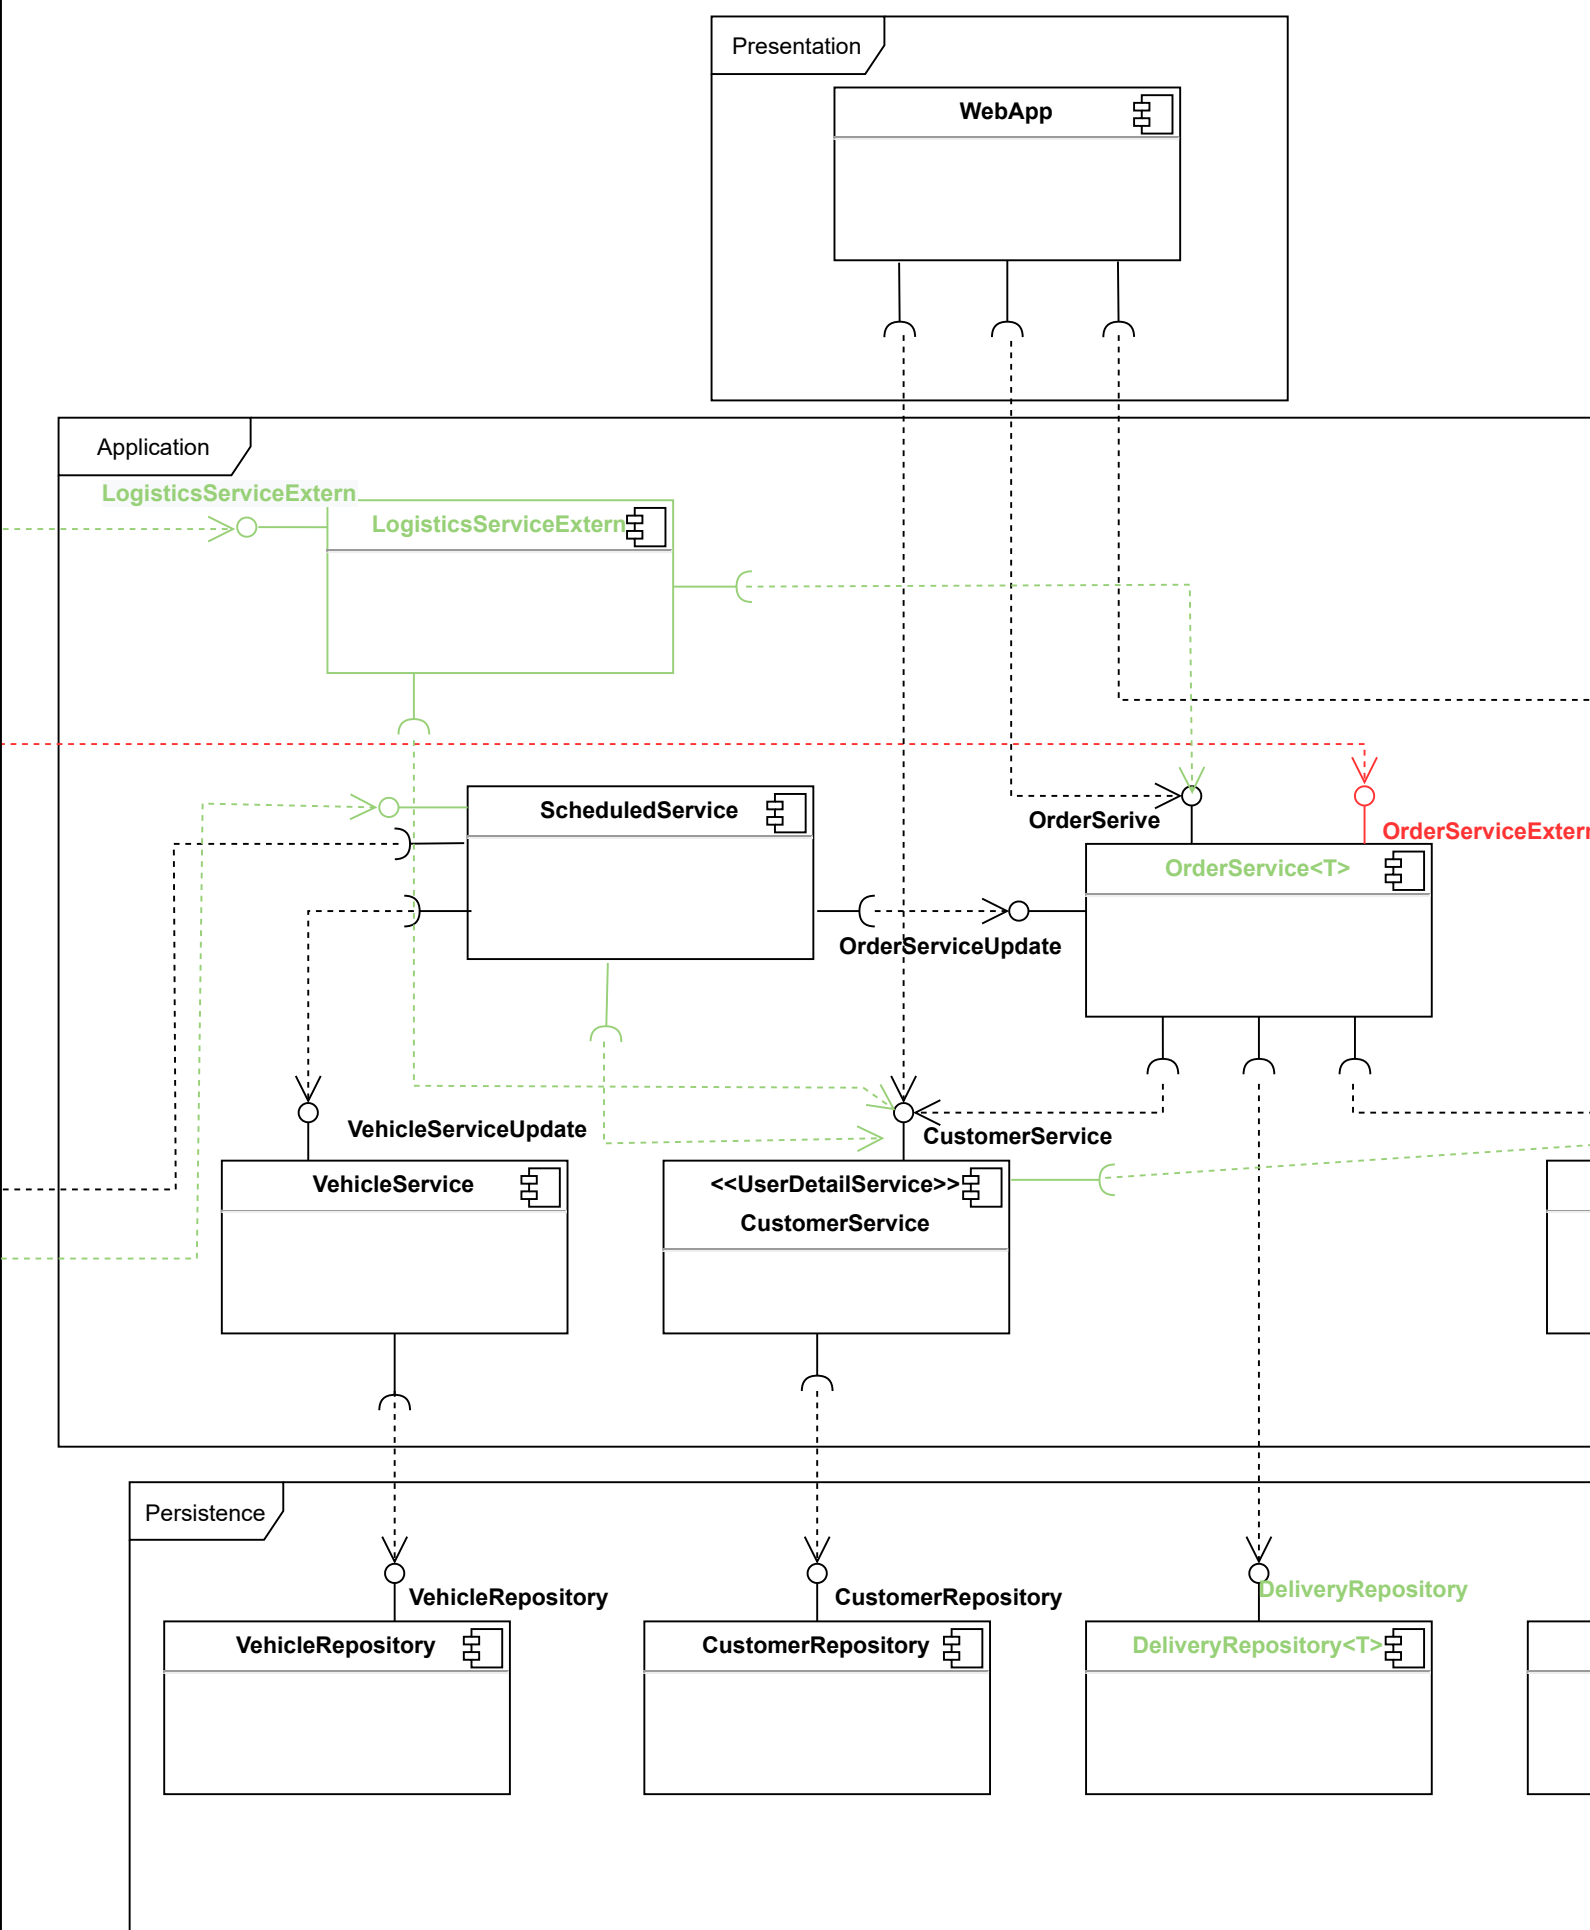 Presentation
WebApp
Application
LogisticsServiceExtern
LogisticsServiceExtern
ScheduledService
OrderSerive
OrderServiceExtern
OrderService<T>
OrderServiceUpdate
VehicleServiceUpdate
CustomerService
VehicleService
<<UserDetailService>>
CustomerService
Persistence
VehicleRepository
CustomerRepository
DeliveryRepository
VehicleRepository
CustomerRepository
DeliveryRepository<T>